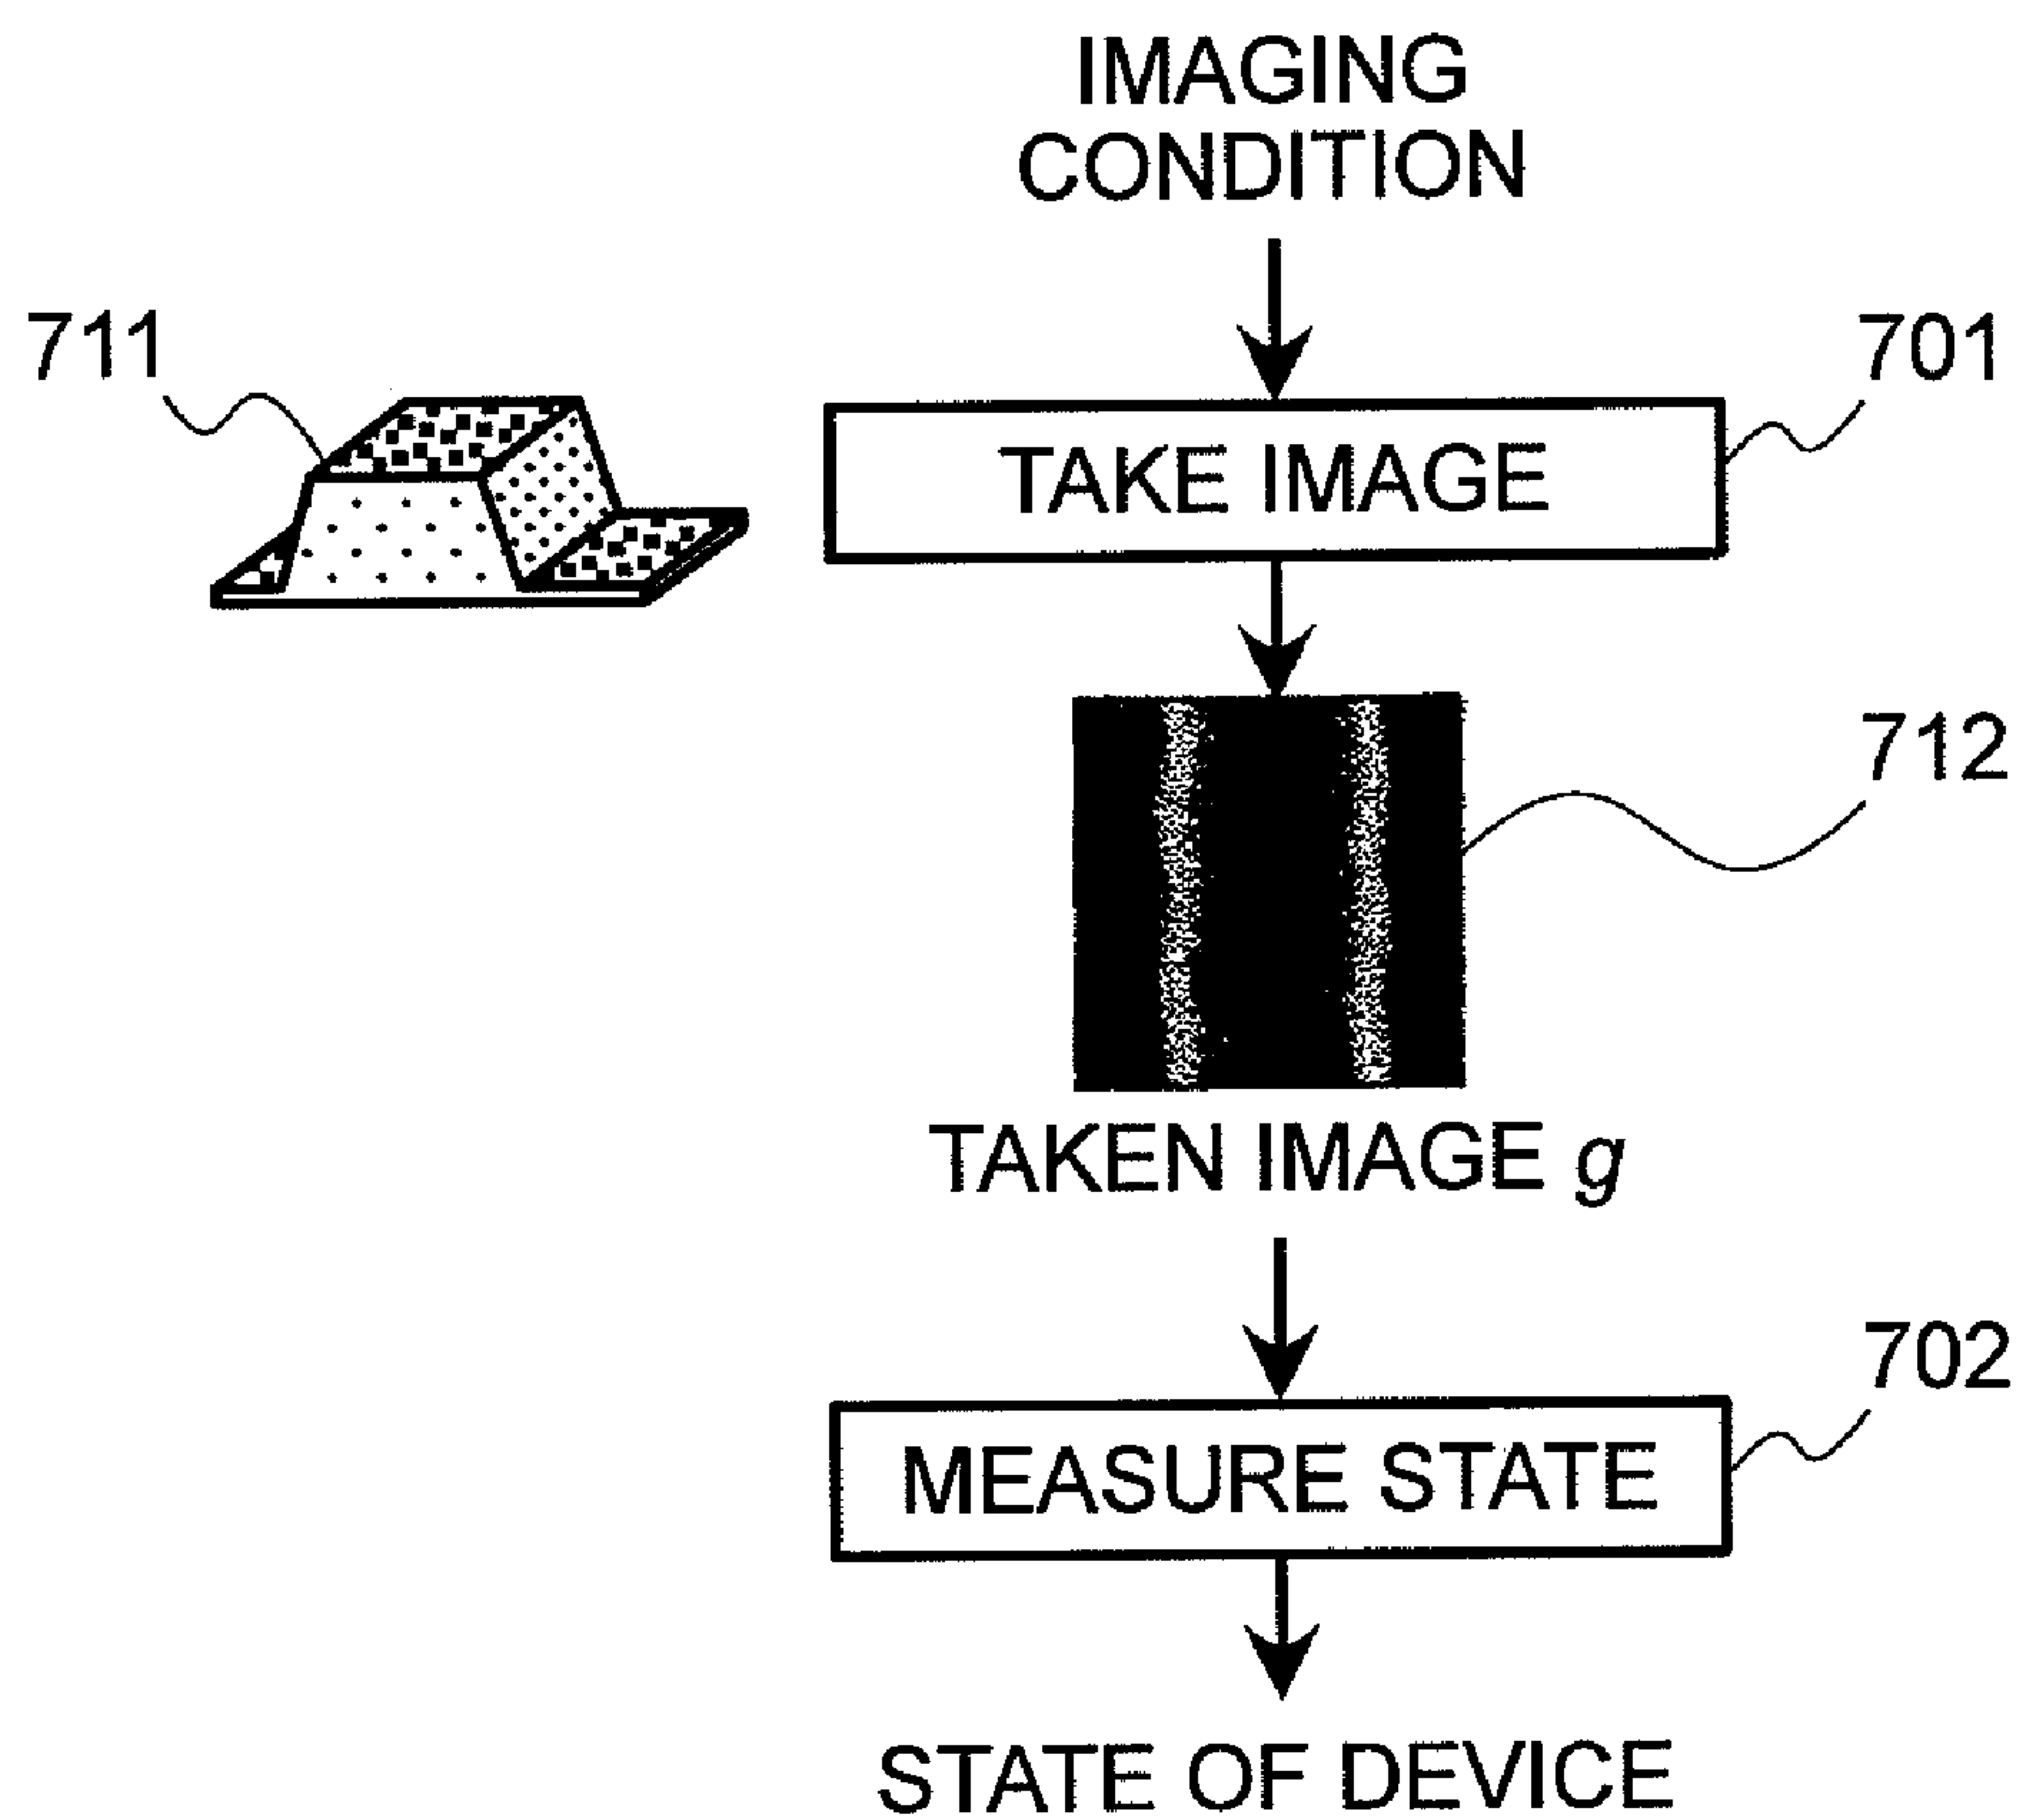 IMAGING
CONDITION
711
701
TAKE IMAGE
712
TAKEN IMAGE g
702
MEASURE STATE
STATE OF DEVICE